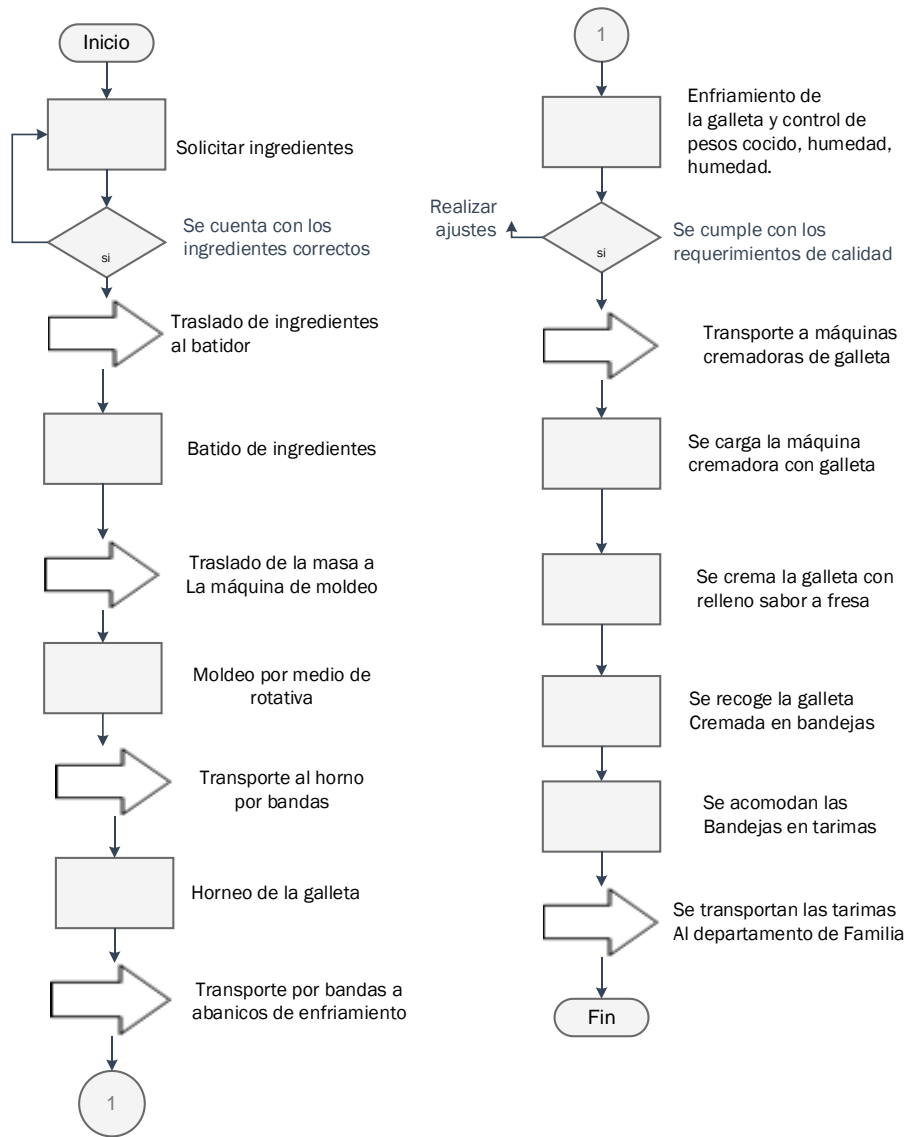 Inicio
Solicitar ingredientes
Se cuenta con los
ingredientes correctos
si
Traslado de ingredientes
al batidor
Batido de ingredientes
Traslado de la masa a
La máquina de moldeo
Moldeo por medio de
rotativa
Transporte al horno
por bandas
Horneo de la galleta
Transporte por bandas a
abanicos de enfriamiento
1
1
Enfriamiento de
la galleta y control de
pesos cocido, humedad,
humedad.
Realizar
ajustes
si
Se cumple con los
requerimientos de calidad
Transporte a máquinas
cremadoras de galleta
Se carga la máquina
cremadora con galleta
Se crema la galleta con
relleno sabor a fresa
Se recoge la galleta
Cremada en bandejas
Se acomodan las
Bandejas en tarimas
Se transportan las tarimas
Al departamento de Familia
Fin